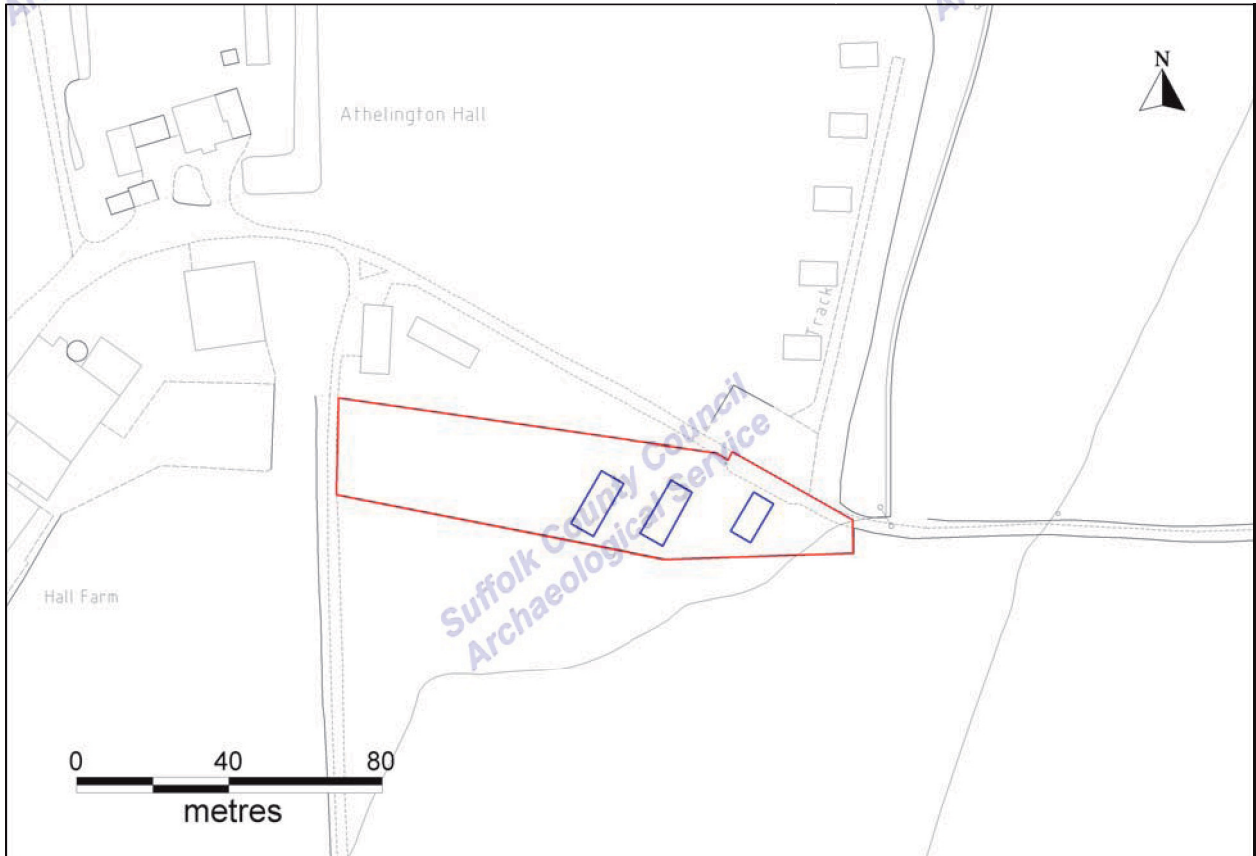 N
Athelington Hall
Track
Suffolk County Council
Archaeological Service
Hall Farm
0 40 80
metres